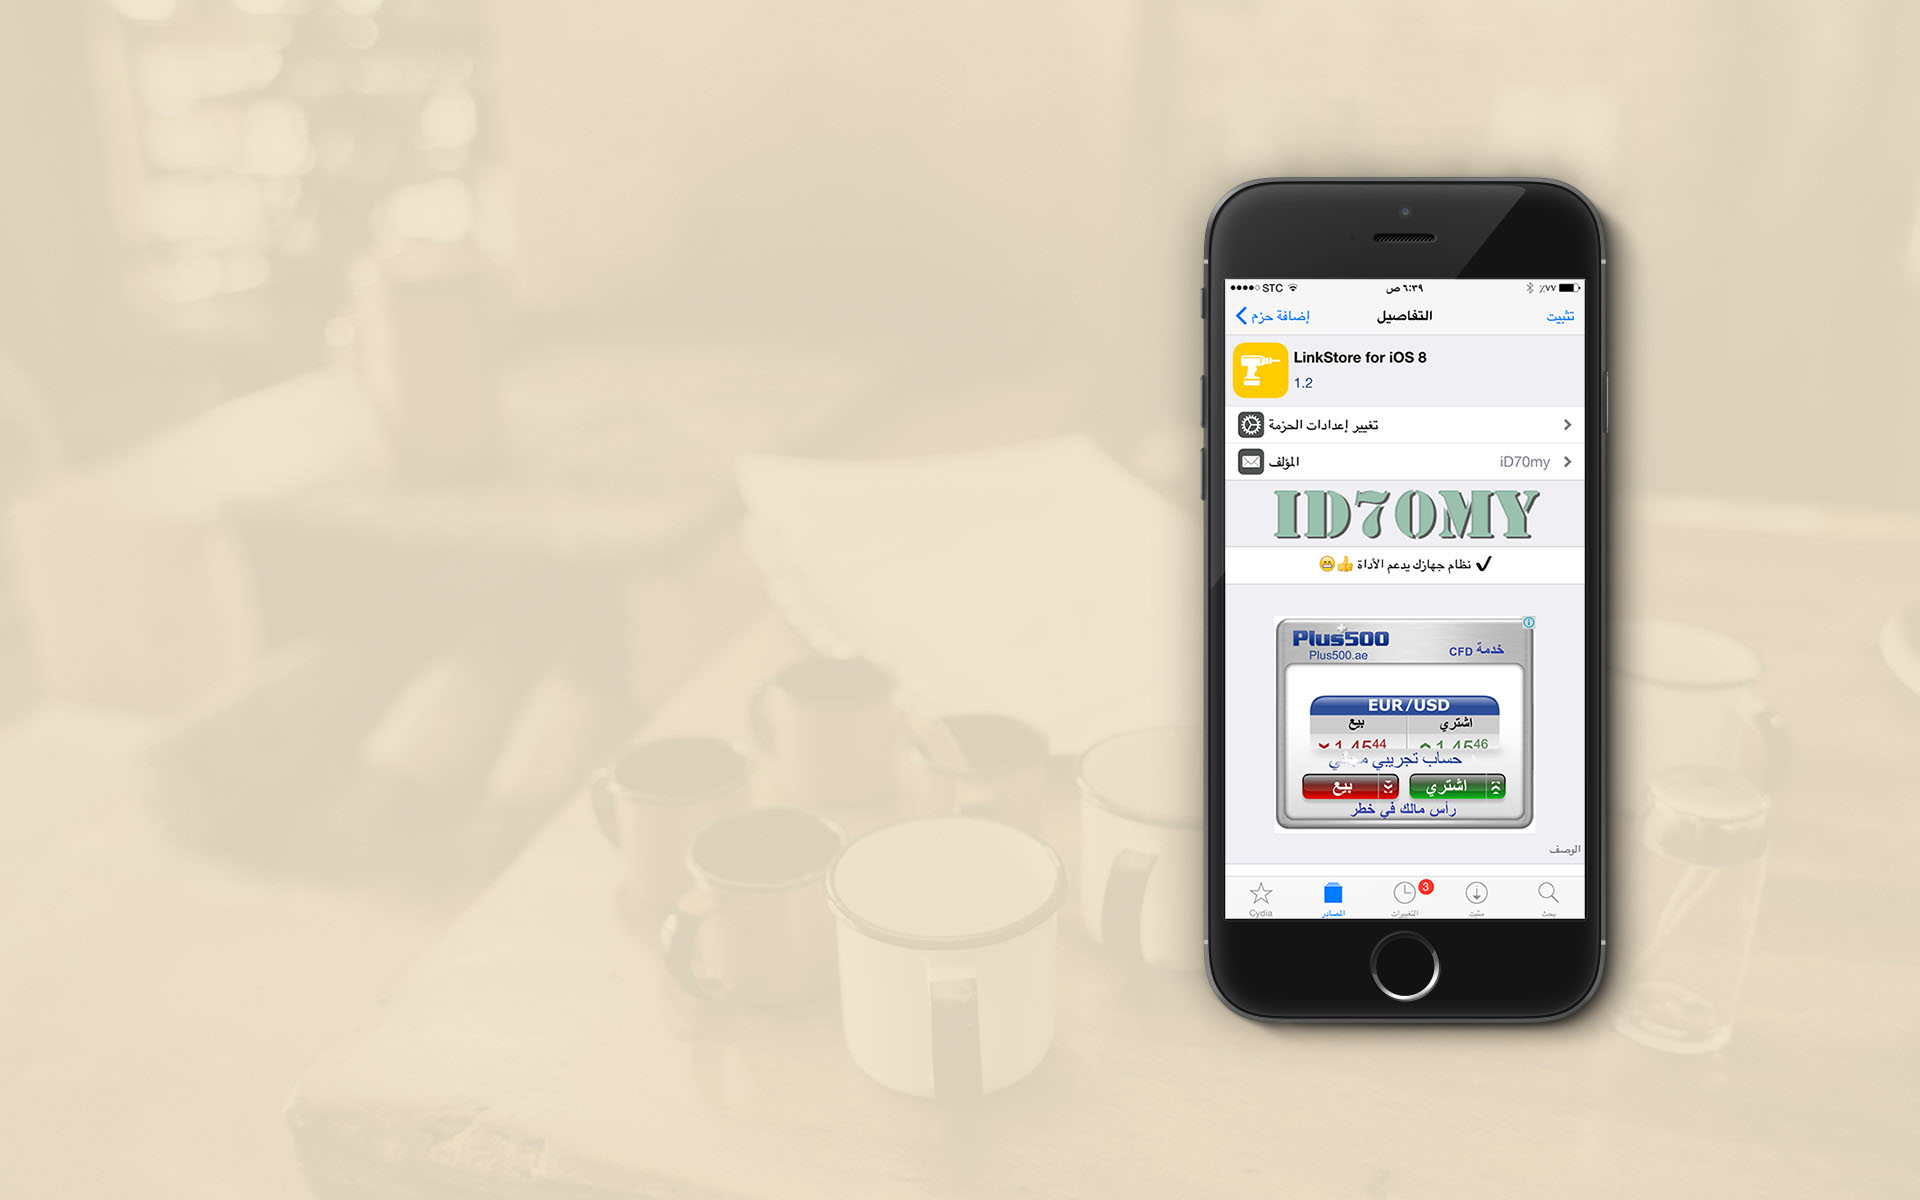 STC ٦:٣٩ ص ٪٧٧
إضافة حزم التفاصيل تثبيت
LinkStore for iOS 8
1.2
تغيير إعدادات الحزمة
المؤلف iD70my
ID70MY
✔ نظام جهازك يدعم الأداة 👍😁
Plus500
Plus500.ae
خدمة CFD
EUR/USD
بيع اشتري
1.4544 1.4546
حساب تجريبي مجاني
بيع اشتري
رأس مالك في خطر
الوصف
3
Cydia المصادر التغييرات مثبت بحث